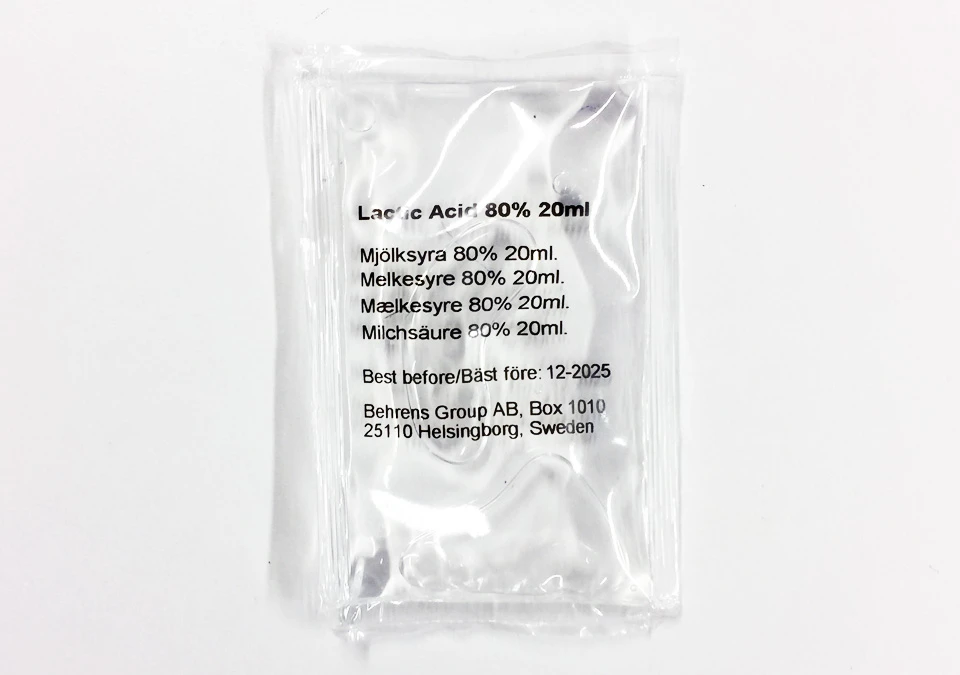 Lactic Acid 80% 20ml
Mjölksyra 80% 20ml.
Melkesyre 80% 20ml.
Mælkesyre 80% 20ml.
Milchsäure 80% 20ml.
Best before/Bäst före: 12-2025
Behrens Group AB, Box 1010
25110 Helsingborg, Sweden